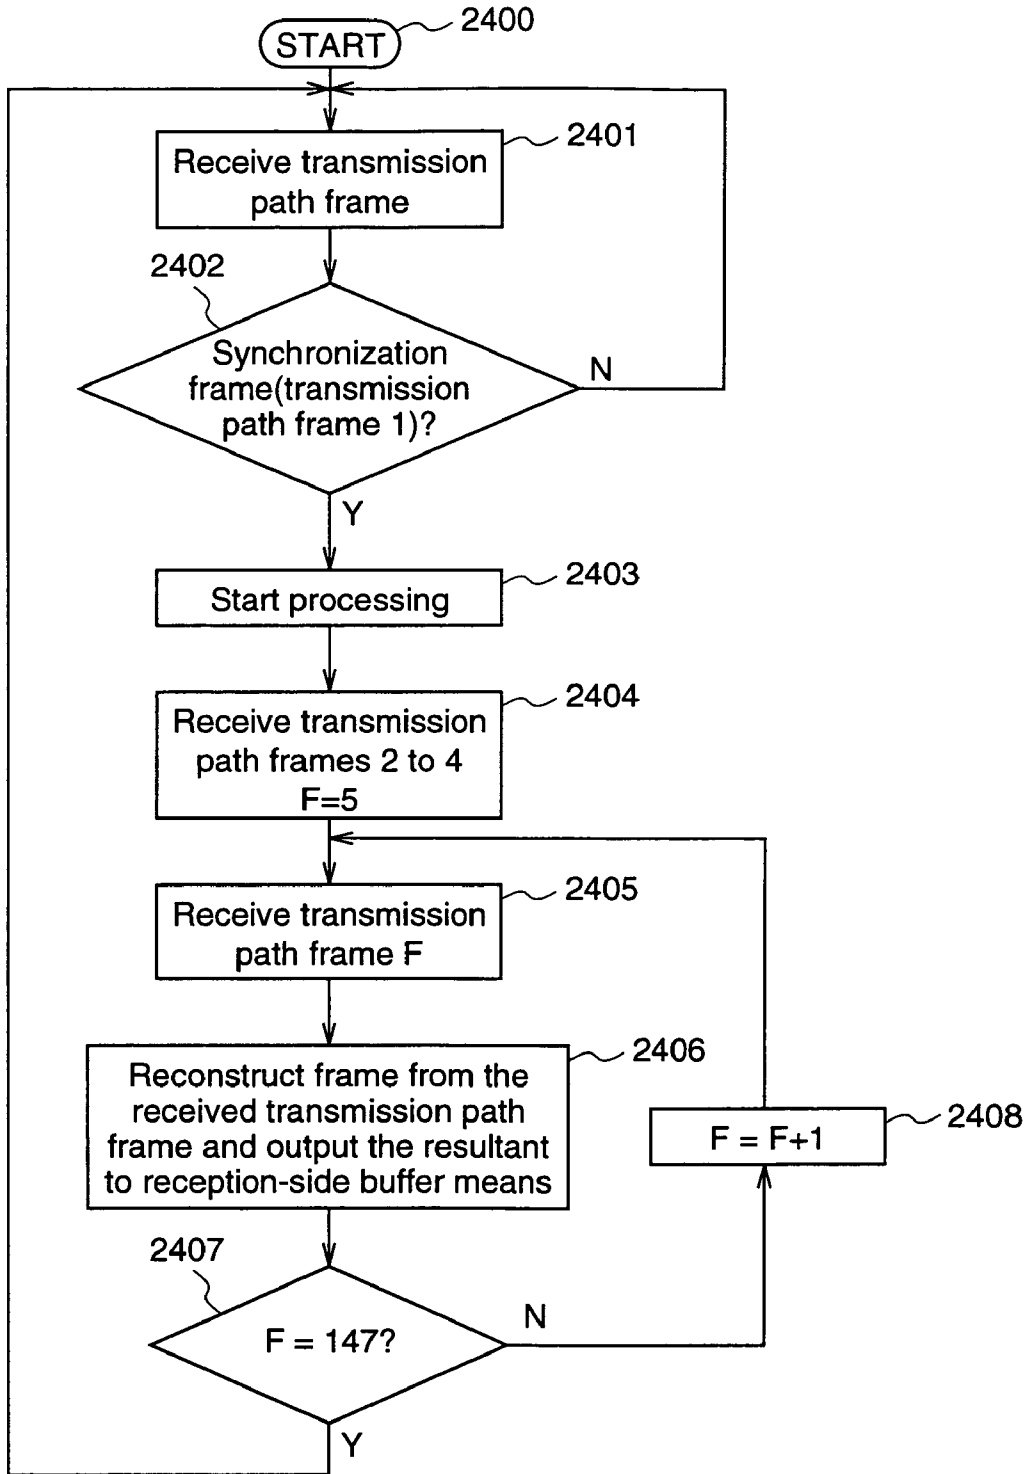 START
2400
Receive transmission
path frame
2401
2402
Synchronization
frame(transmission
path frame 1)?
N
Y
Start processing
2403
Receive transmission
path frames 2 to 4
F=5
2404
Receive transmission
path frame F
2405
Reconstruct frame from the
received transmission path
frame and output the resultant
to reception-side buffer means
2406
F = F+1
2408
2407
F = 147?
N
Y